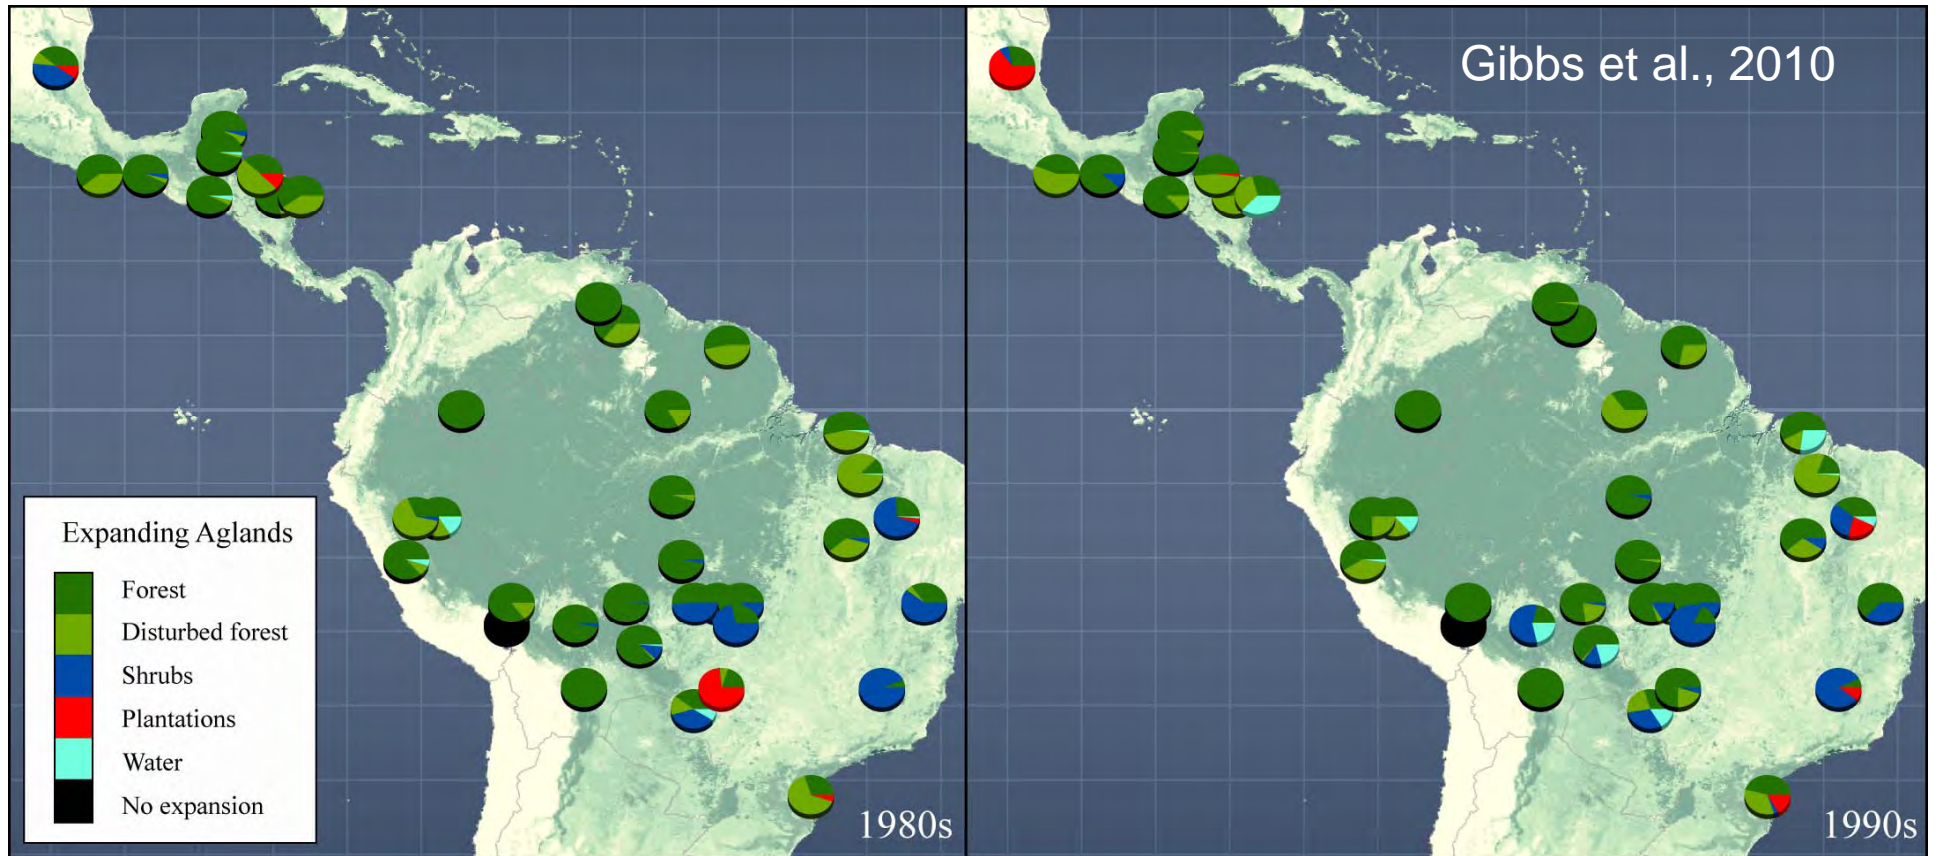 Gibbs et al., 2010
Expanding Aglands
Forest
Disturbed forest
Shrubs
Plantations
Water
No expansion
1980s
1990s